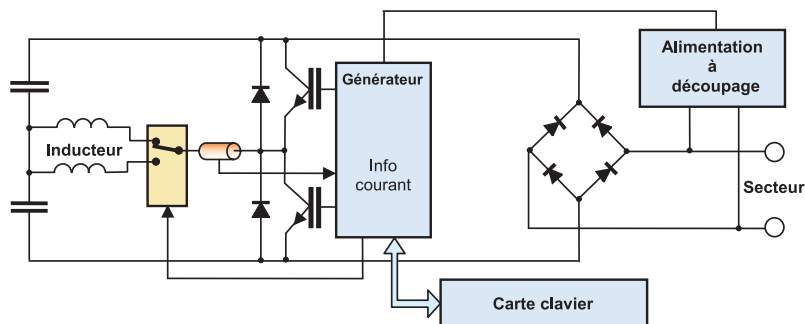 Alimentation
à
découpage
Générateur
Inducteur
Info
courant
Secteur
Carte clavier